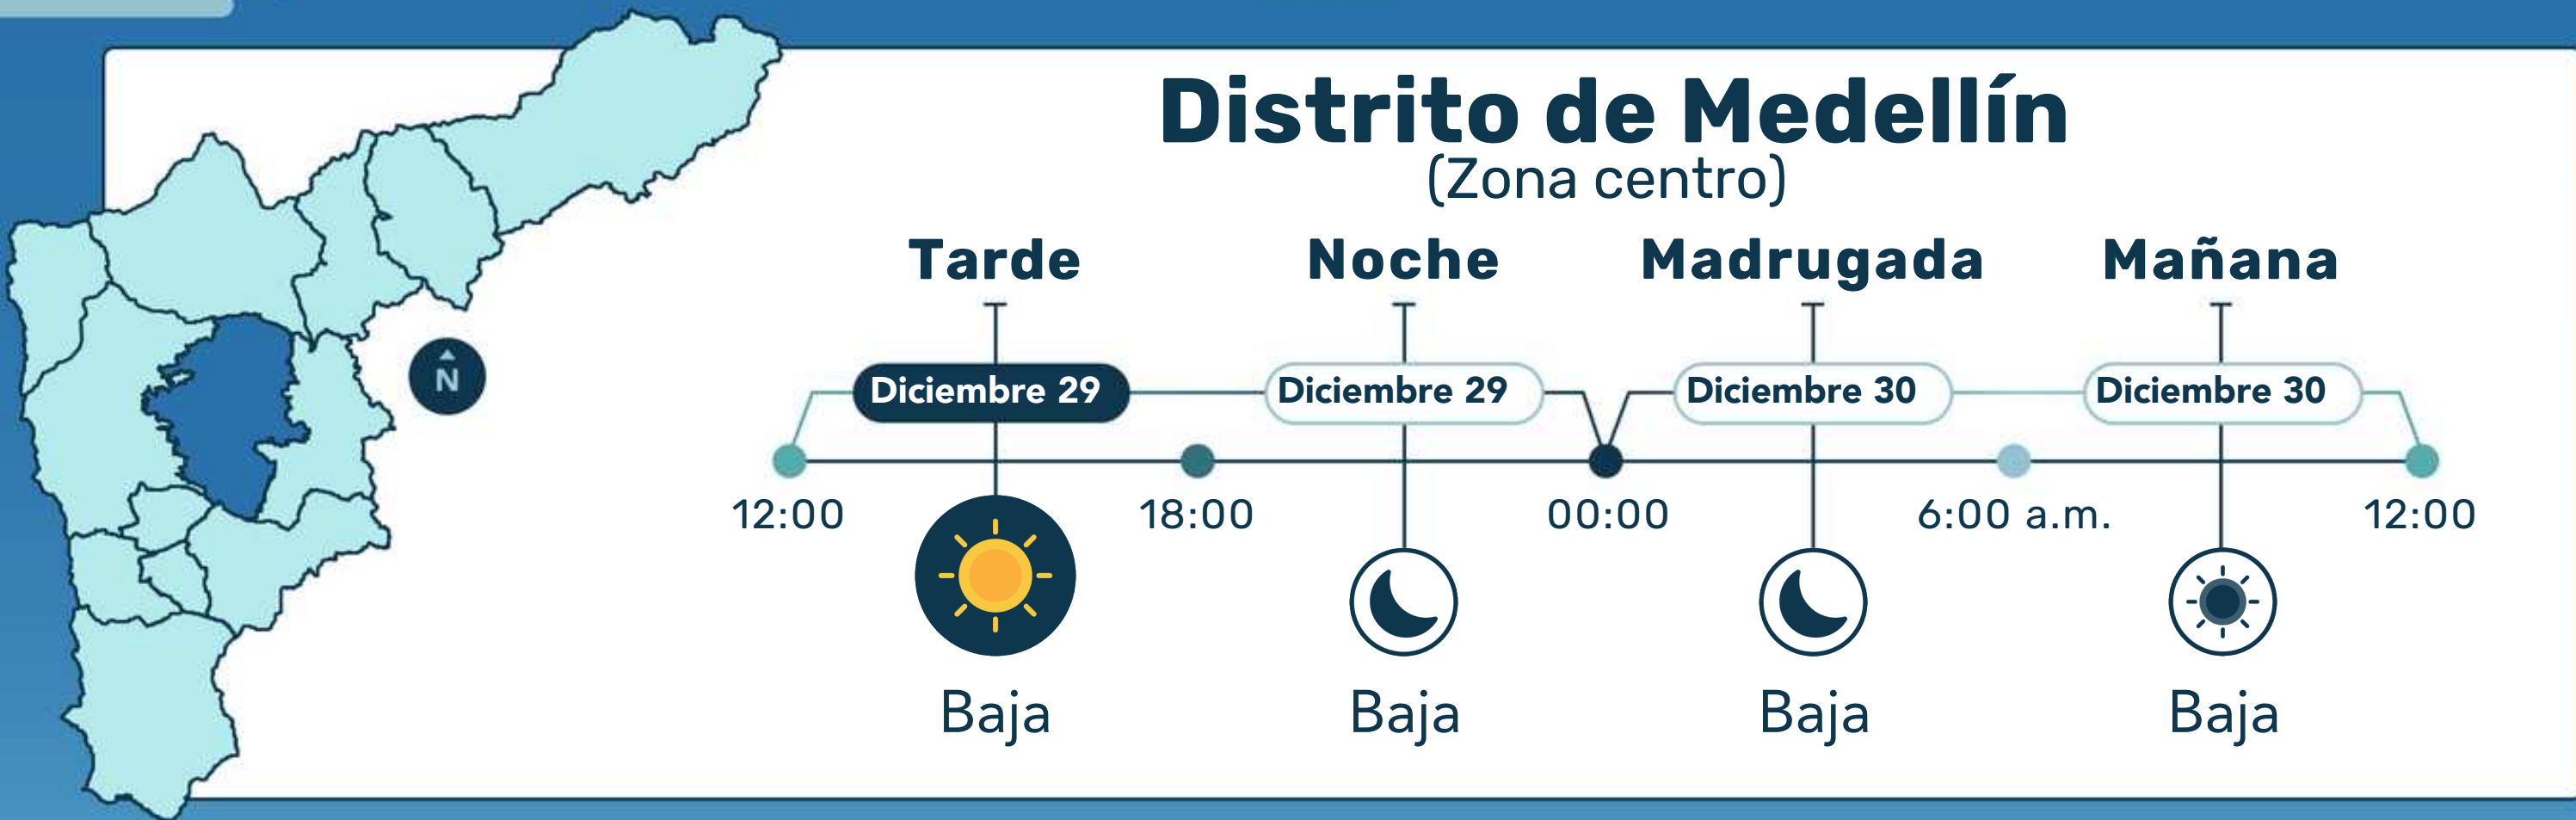 Distrito de Medellín
(Zona centro)
Tarde Noche Madrugada Mañana
N
Diciembre 29 Diciembre 29 Diciembre 30 Diciembre 30
12:00 18:00 00:00 6:00 a.m. 12:00
Baja Baja Baja Baja